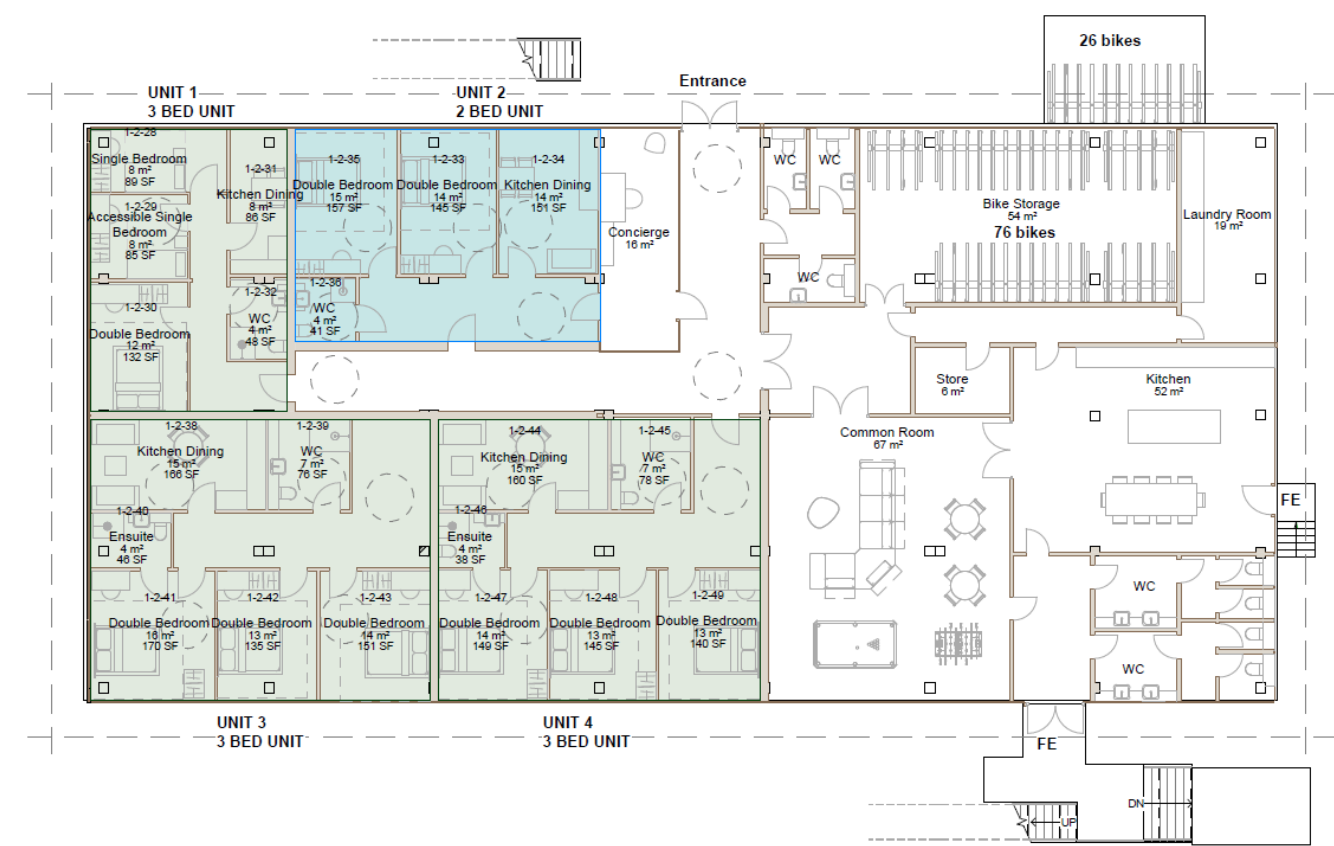 26 bikes
Entrance
UNIT 1
3 BED UNIT
UNIT 2
2 BED UNIT
1-2-28
Single Bedroom
8 m²
89 SF
1-2-29
Accessible Single
Bedroom
8 m²
85 SF
1-2-30
Double Bedroom
12 m²
132 SF
1-2-31
Kitchen Dining
8 m²
86 SF
1-2-32
WC
4 m²
48 SF
1-2-35
Double Bedroom
15 m²
157 SF
1-2-33
Double Bedroom
14 m²
145 SF
1-2-34
Kitchen Dining
14 m²
151 SF
1-2-36
WC
4 m²
41 SF
Concierge
16 m²
WC
WC
WC
Bike Storage
54 m²
76 bikes
Laundry Room
19 m²
Store
6 m²
Kitchen
52 m²
Common Room
67 m²
FE
1-2-38
Kitchen Dining
15 m²
166 SF
1-2-39
WC
7 m²
76 SF
1-2-40
Ensuite
4 m²
46 SF
1-2-41
Double Bedroom
16 m²
170 SF
1-2-42
Double Bedroom
13 m²
135 SF
1-2-43
Double Bedroom
14 m²
151 SF
1-2-44
Kitchen Dining
15 m²
160 SF
1-2-45
WC
7 m²
78 SF
1-2-46
Ensuite
4 m²
38 SF
1-2-47
Double Bedroom
14 m²
149 SF
1-2-48
Double Bedroom
13 m²
145 SF
1-2-49
Double Bedroom
13 m²
140 SF
WC
WC
UNIT 3
3 BED UNIT
UNIT 4
3 BED UNIT
FE
DN
UP